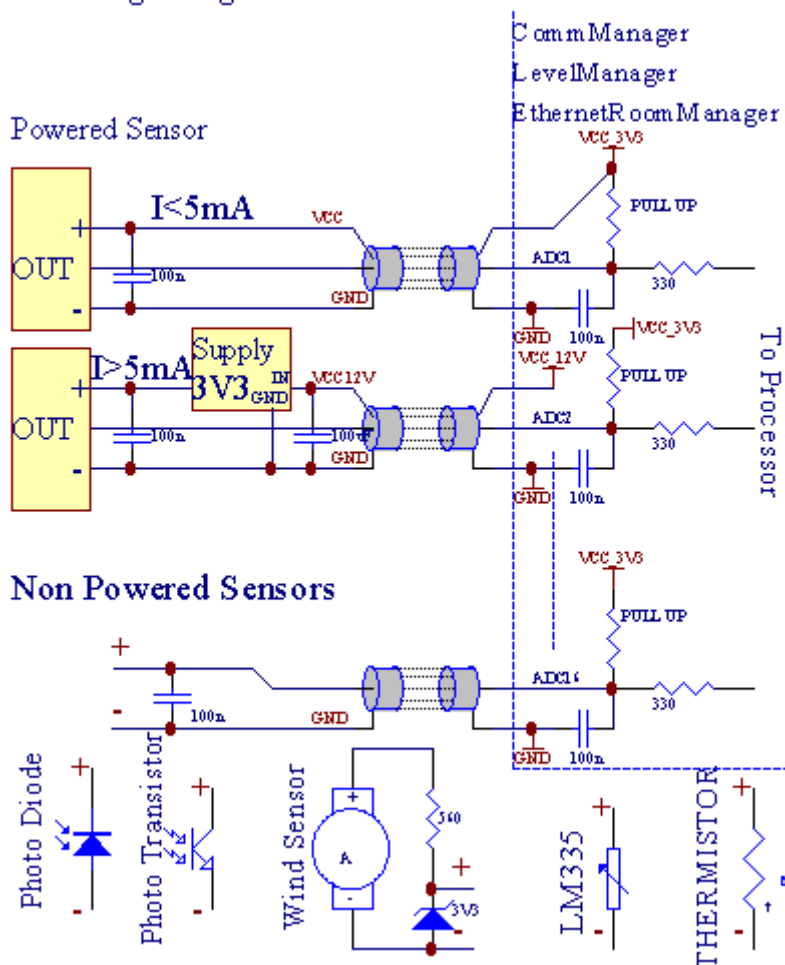 CommManager
LevelManager
EthernetRoomManager
Powered Sensor
VCC_3V3
I<5mA
VCC
PULL UP
+
OUT
100n
ADC1
330
-
GND
GND
100n
To Processor
VCC_3V3
I>5mA
Supply
3V3
IN
GND
VCC12V
VCC_12V
PULL UP
+
OUT
100n
100uF
ADC2
330
-
GND
GND
100n
Non Powered Sensors
VCC_3V3
PULL UP
+
ADC16
330
-
100n
GND
GND
100n
Photo Diode
+
-
Photo Transistor
+
-
Wind Sensor
+
A
-
560
+
3V3
-
LM335
+
-
THERMISTOR
+
-
t